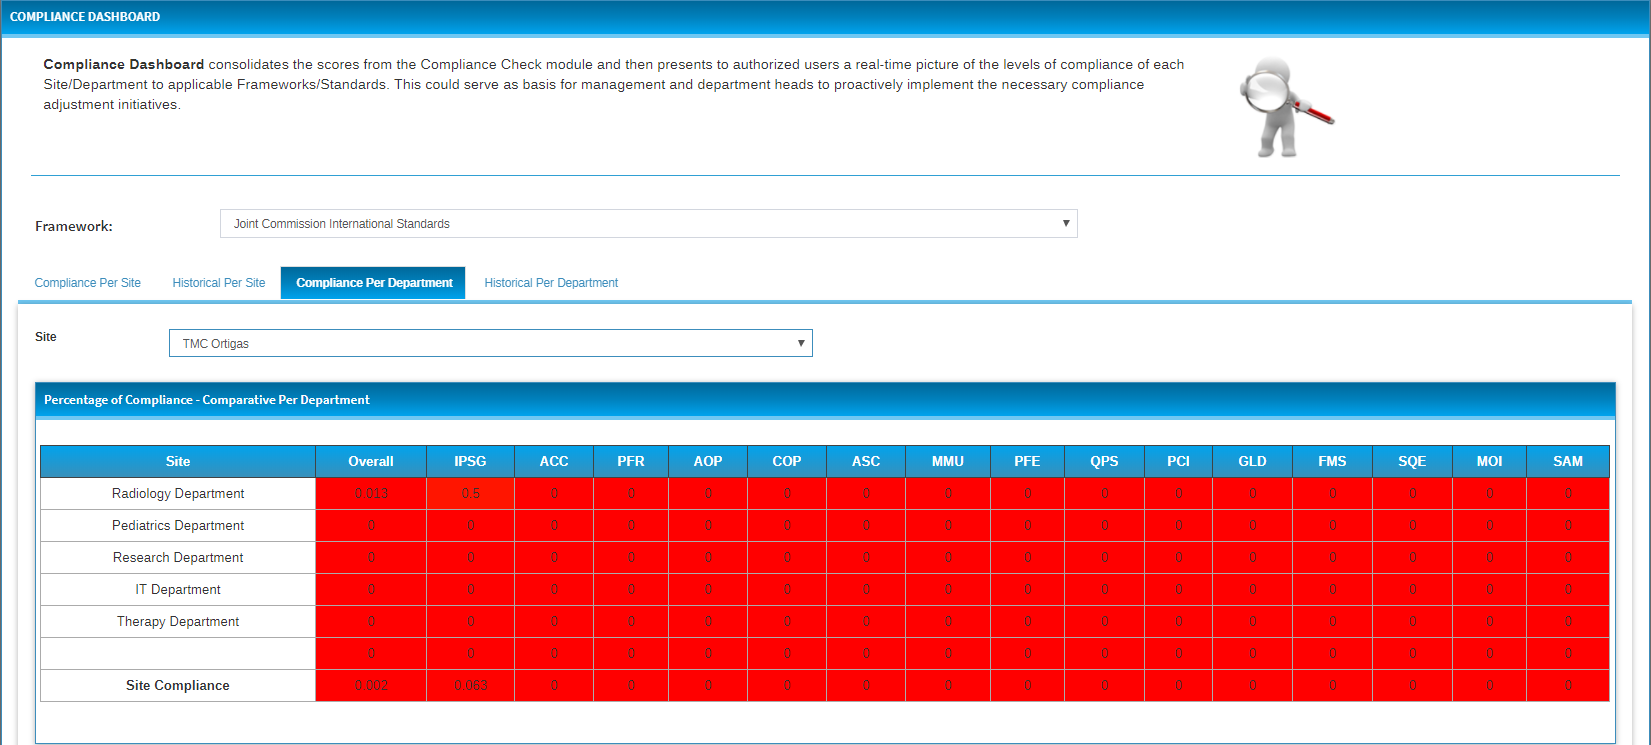 COMPLIANCE DASHBOARD
Compliance Dashboard consolidates the scores from the Compliance Check module and then presents to authorized users a real-time picture of the levels of compliance of each
Site/Department to applicable Frameworks/Standards. This could serve as basis for management and department heads to proactively implement the necessary compliance
adjustment initiatives.
Framework:
Joint Commission International Standards
Compliance Per Site Historical Per Site Compliance Per Department Historical Per Department
Site
TMC Ortigas
Percentage of Compliance - Comparative Per Department
Site Overall IPSG ACC PFR AOP COP ASC MMU PFE QPS PCI GLD FMS SQE MOI SAM
Radiology Department 0.013 0.5 0 0 0 0 0 0 0 0 0 0 0 0 0 0
Pediatrics Department 0 0 0 0 0 0 0 0 0 0 0 0 0 0 0 0
Research Department 0 0 0 0 0 0 0 0 0 0 0 0 0 0 0 0
IT Department 0 0 0 0 0 0 0 0 0 0 0 0 0 0 0 0
Therapy Department 0 0 0 0 0 0 0 0 0 0 0 0 0 0 0 0
0 0 0 0 0 0 0 0 0 0 0 0 0 0 0 0
Site Compliance 0.002 0.063 0 0 0 0 0 0 0 0 0 0 0 0 0 0